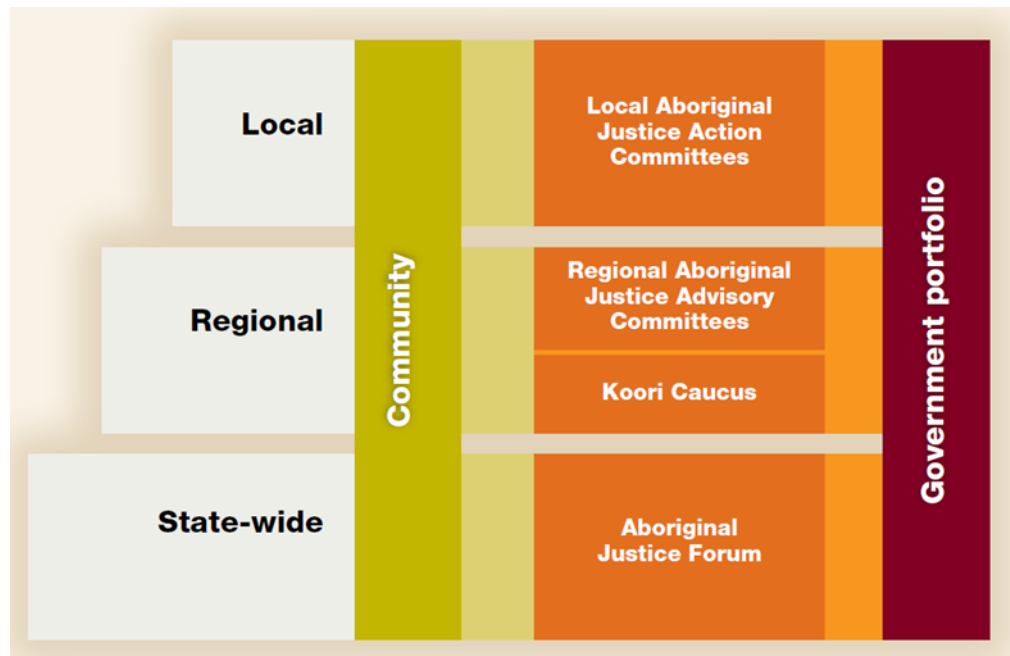 Local
Community
Local Aboriginal
Justice Action
Committees
Government portfolio
Regional
Regional Aboriginal
Justice Advisory
Committees
Koori Caucus
State-wide
Aboriginal
Justice Forum